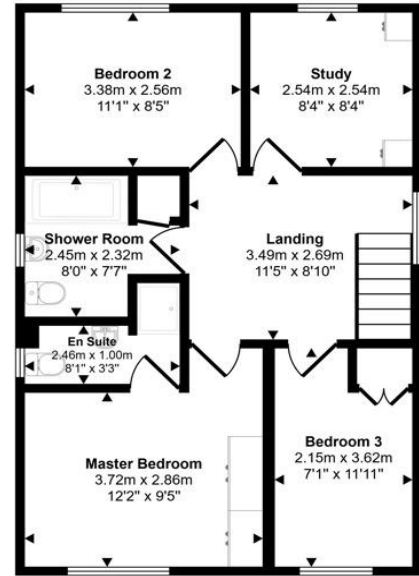 Bedroom 2
3.38m x 2.56m
11'1" x 8'5"
Study
2.54m x 2.54m
8'4" x 8'4"
Shower Room
2.45m x 2.32m
8'0" x 7'7"
Landing
3.49m x 2.69m
11'5" x 8'10"
En Suite
2.46m x 1.00m
8'1" x 3'3"
Master Bedroom
3.72m x 2.86m
12'2" x 9'5"
Bedroom 3
2.15m x 3.62m
7'1" x 11'11"